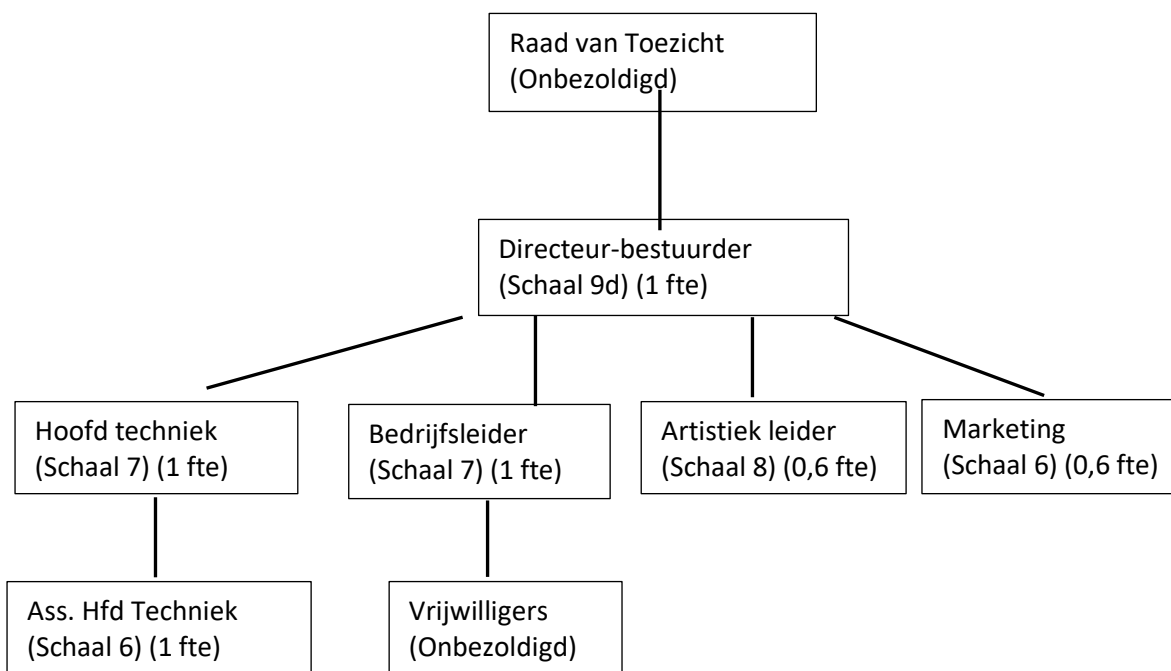 Raad van Toezicht
(Onbezoldigd)
Directeur-bestuurder
(Schaal 9d) (1 fte)
Hoofd techniek
(Schaal 7) (1 fte)
Bedrijfsleider
(Schaal 7) (1 fte)
Artistiek leider
(Schaal 8) (0,6 fte)
Marketing
(Schaal 6) (0,6 fte)
Ass. Hfd Techniek
(Schaal 6) (1 fte)
Vrijwilligers
(Onbezoldigd)